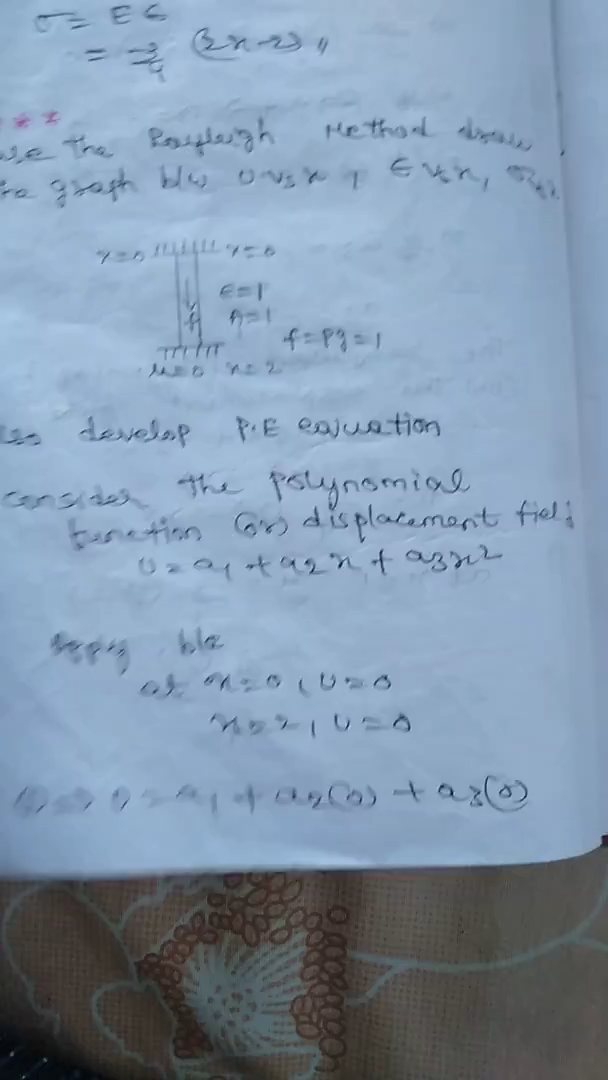 σ = E ε
= -3/4 (2x-2) //
* *
use the Rayleigh Method draw
the graph b/w u vs x, ε vs x, σ vs x
x=0 x=0
E=1
A=1
f
f=ρg=1
u=0 x=2
develop P.E equation
consider the polynomial
function (or) displacement field
U = a1 + a2x + a3x2
Apply b/c
at x=0, U=0
x=2, U=0
0 = a1 + a2(0) + a3(0)